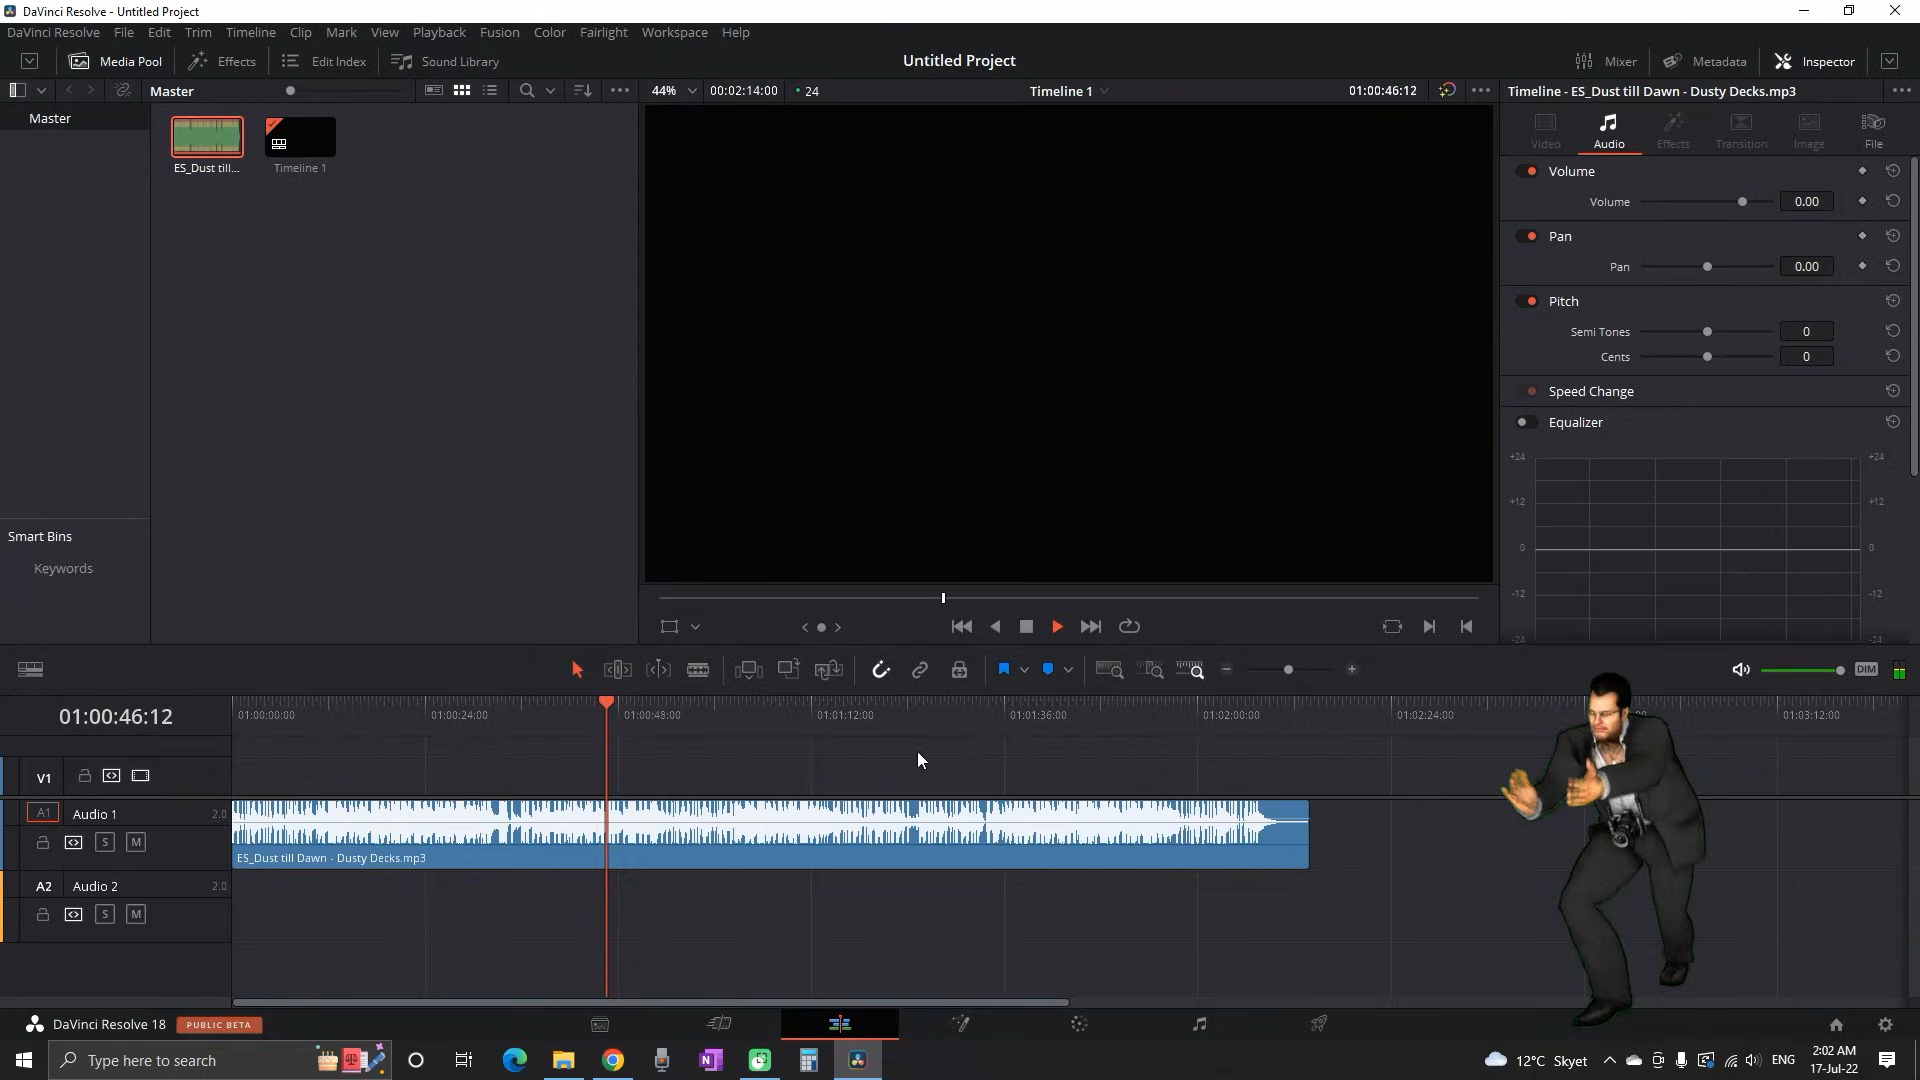 DaVinci Resolve - Untitled Project
DaVinci Resolve File Edit Trim Timeline Clip Mark View Playback Fusion Color Fairlight Workspace Help
Media Pool Effects Edit Index Sound Library Untitled Project Mixer Metadata Inspector
Master 44% 00:02:14:00 24 Timeline 1 01:00:46:12 Timeline - ES_Dust till Dawn - Dusty Decks.mp3
Master
Video Audio Effects Transition Image File
ES_Dust till... Timeline 1
Volume
Volume 0.00
Pan
Pan 0.00
Pitch
Semi Tones 0
Cents 0
Speed Change
Equalizer
+24 +24
+12 +12
0 0
-12 -12
-24 -24
Smart Bins
Keywords
DIM
01:00:46:12
01:00:00:00 01:00:24:00 01:00:48:00 01:01:12:00 01:01:36:00 01:02:00:00 01:02:24:00 01:03:12:00
V1
A1 Audio 1 2.0
S M
ES_Dust till Dawn - Dusty Decks.mp3
A2 Audio 2 2.0
S M
DaVinci Resolve 18 PUBLIC BETA
Type here to search
12°C Skyet ENG
2:02 AM
17-Jul-22